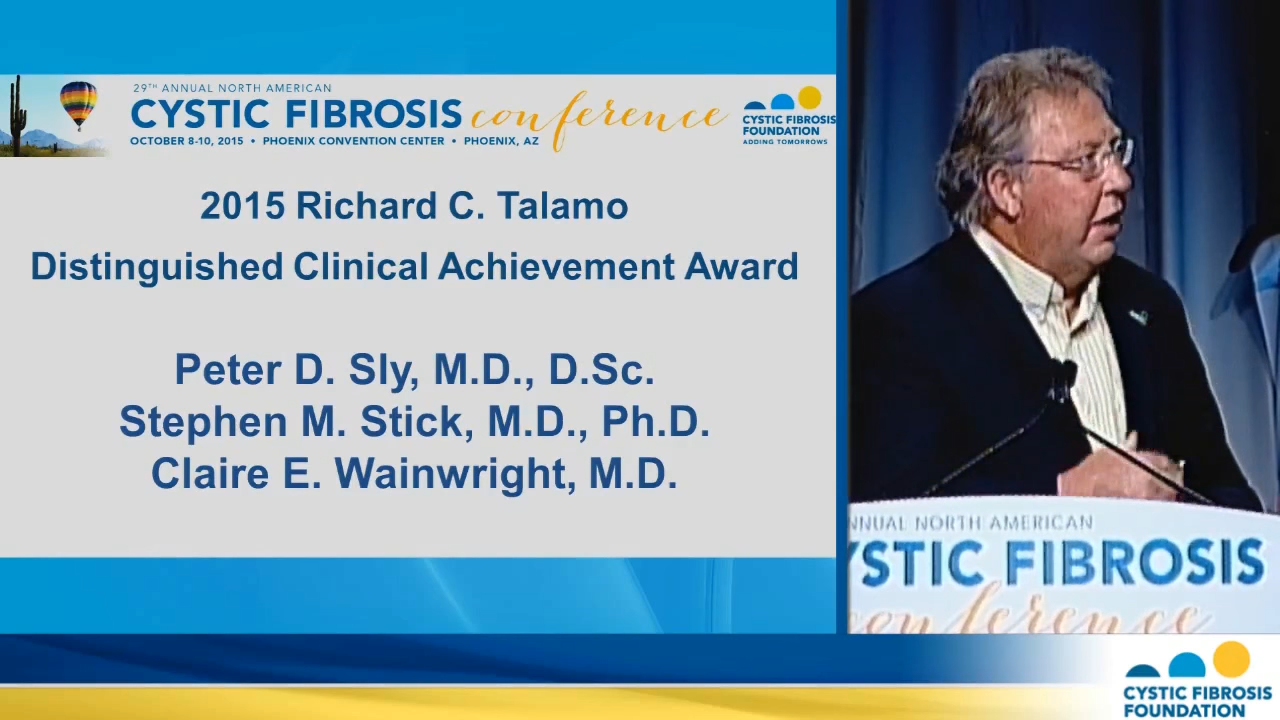 29TH ANNUAL NORTH AMERICAN
CYSTIC FIBROSIS conference
OCTOBER 8-10, 2015 • PHOENIX CONVENTION CENTER • PHOENIX, AZ
CYSTIC FIBROSIS
FOUNDATION
ADDING TOMORROWS
2015 Richard C. Talamo
Distinguished Clinical Achievement Award
Peter D. Sly, M.D., D.Sc.
Stephen M. Stick, M.D., Ph.D.
Claire E. Wainwright, M.D.
NNUAL NORTH AMERICAN
YSTIC FIBROSIS
conference
CYSTIC FIBROSIS
FOUNDATION